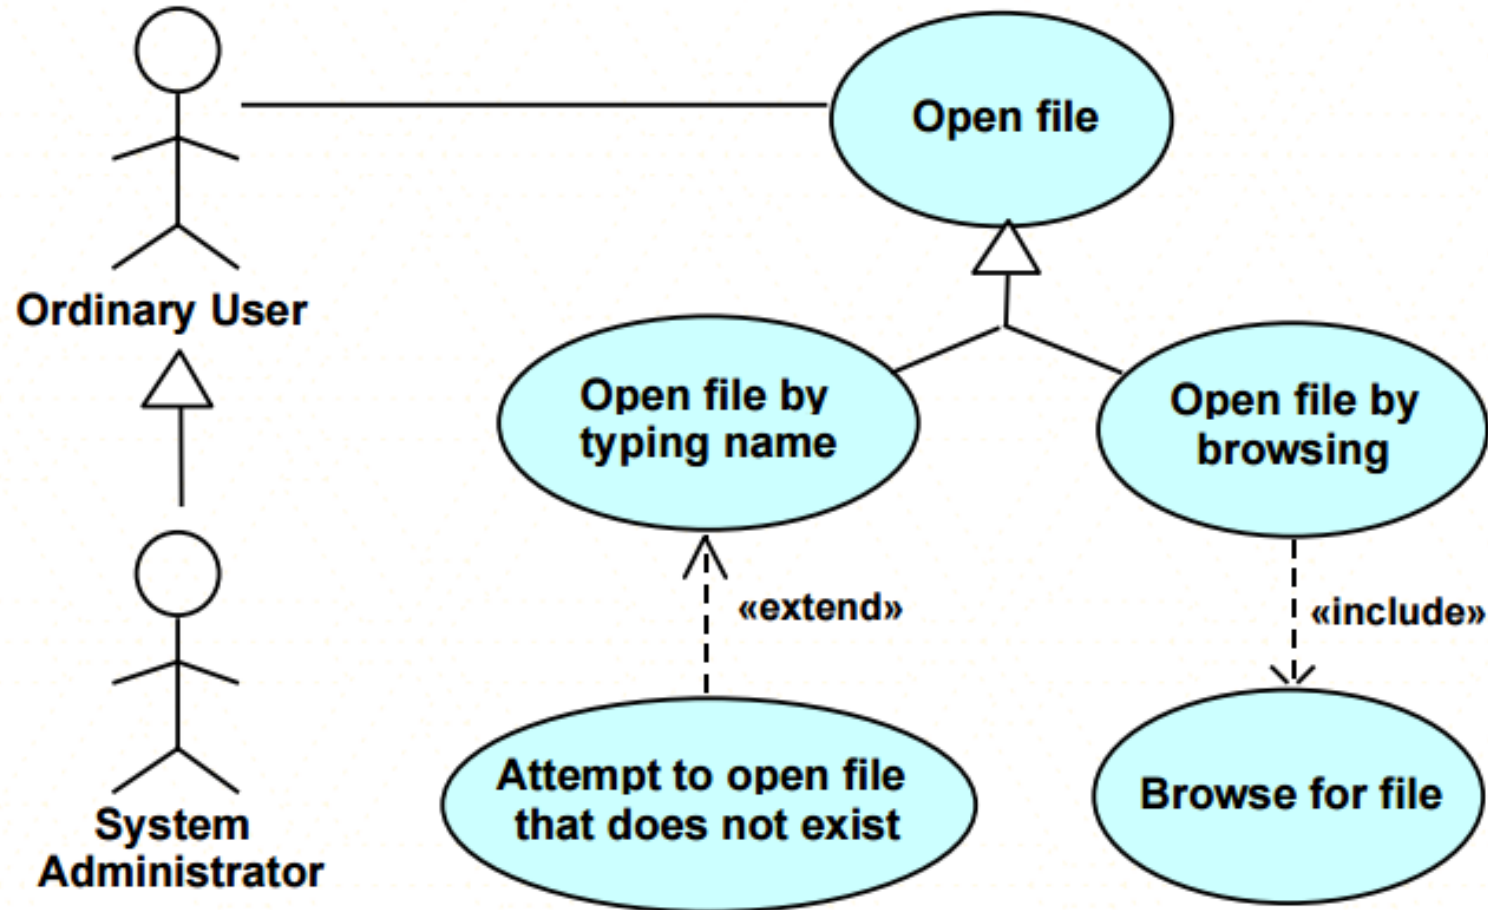 Open file
Ordinary User
Open file by
typing name
Open file by
browsing
«extend»
«include»
Attempt to open file
that does not exist
Browse for file
System
Administrator